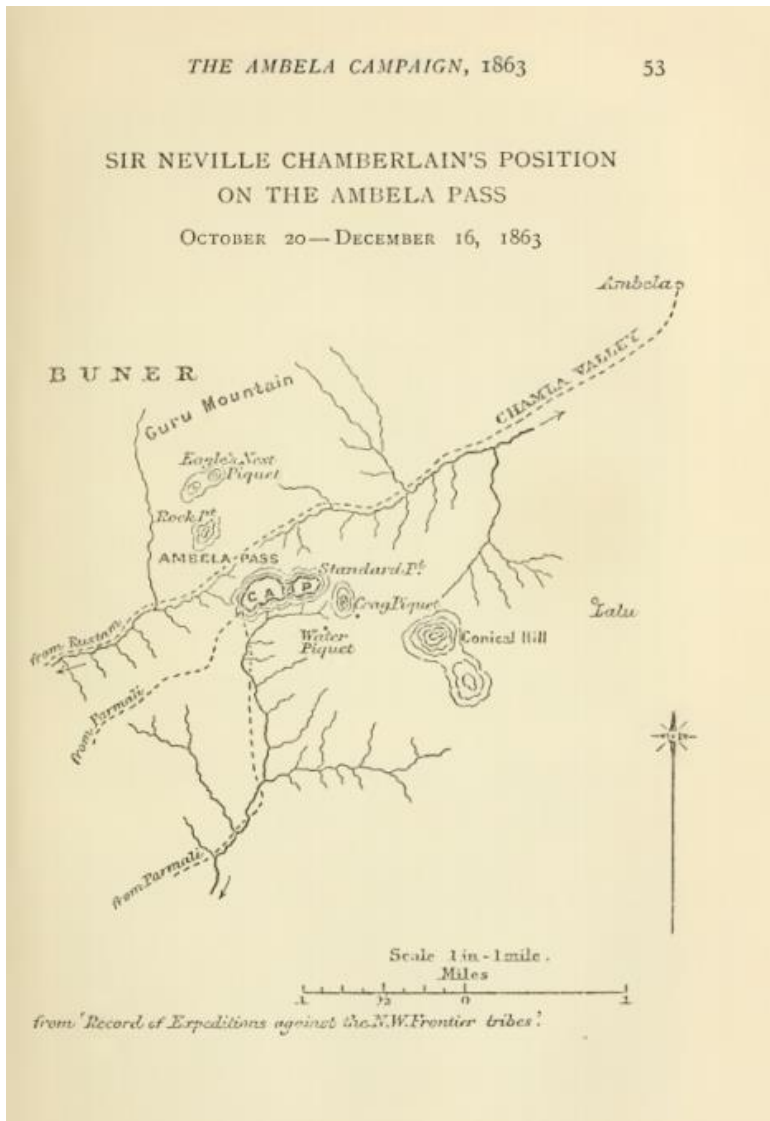 THE AMBELA CAMPAIGN, 1863 53
SIR NEVILLE CHAMBERLAIN'S POSITION
ON THE AMBELA PASS
OCTOBER 20—DECEMBER 16, 1863
Ambela
CHAMLA VALLEY
BUNER
Guru Mountain
Eagle's Nest
Piquet
Rock Pt.
AMBELA PASS
Standard Pt.
CAMP
Crag Piquet
Water
Piquet
Conical Hill
Lalu
from Rustam
from Parmali
from Parmali
Scale 1 in - 1 mile.
Miles
1 ½ 0 1
from 'Record of Expeditions against the N.W. Frontier tribes'.